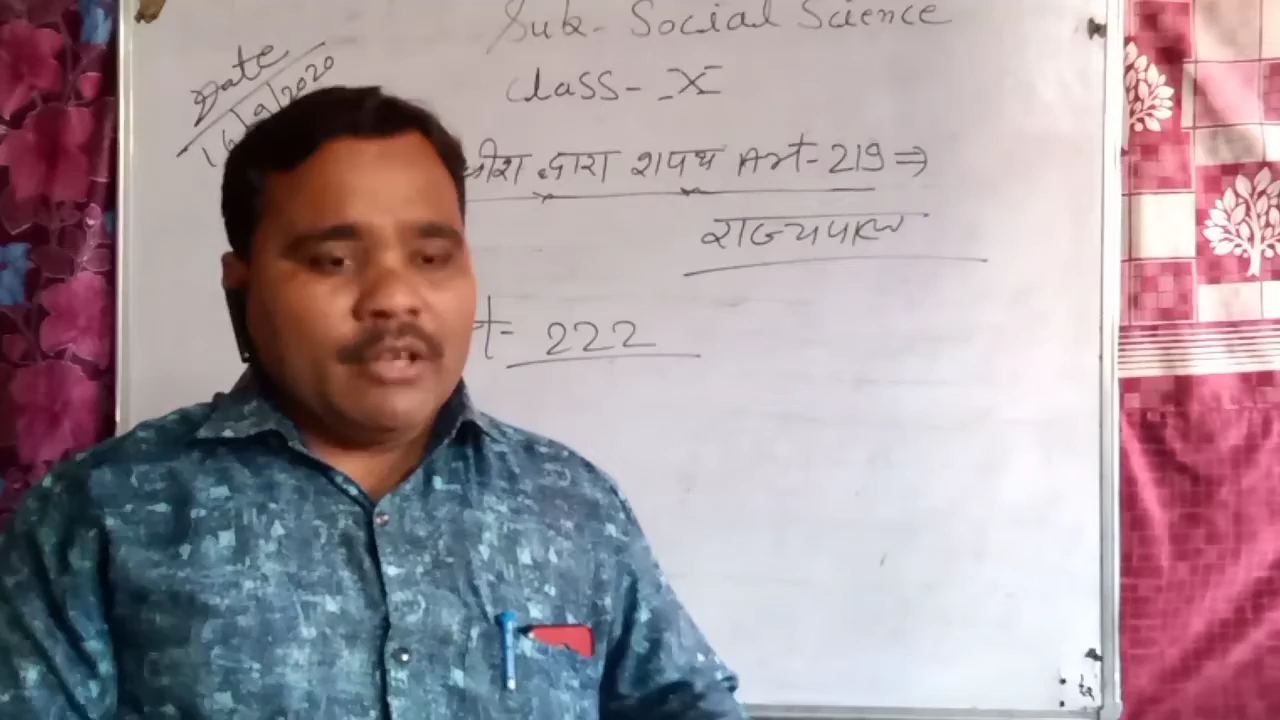 Sub- Social Science
Date
16/9/2020
Class- X
धीश द्वारा शपथ Art- 219 ⇒
राज्यपाल
t- 222